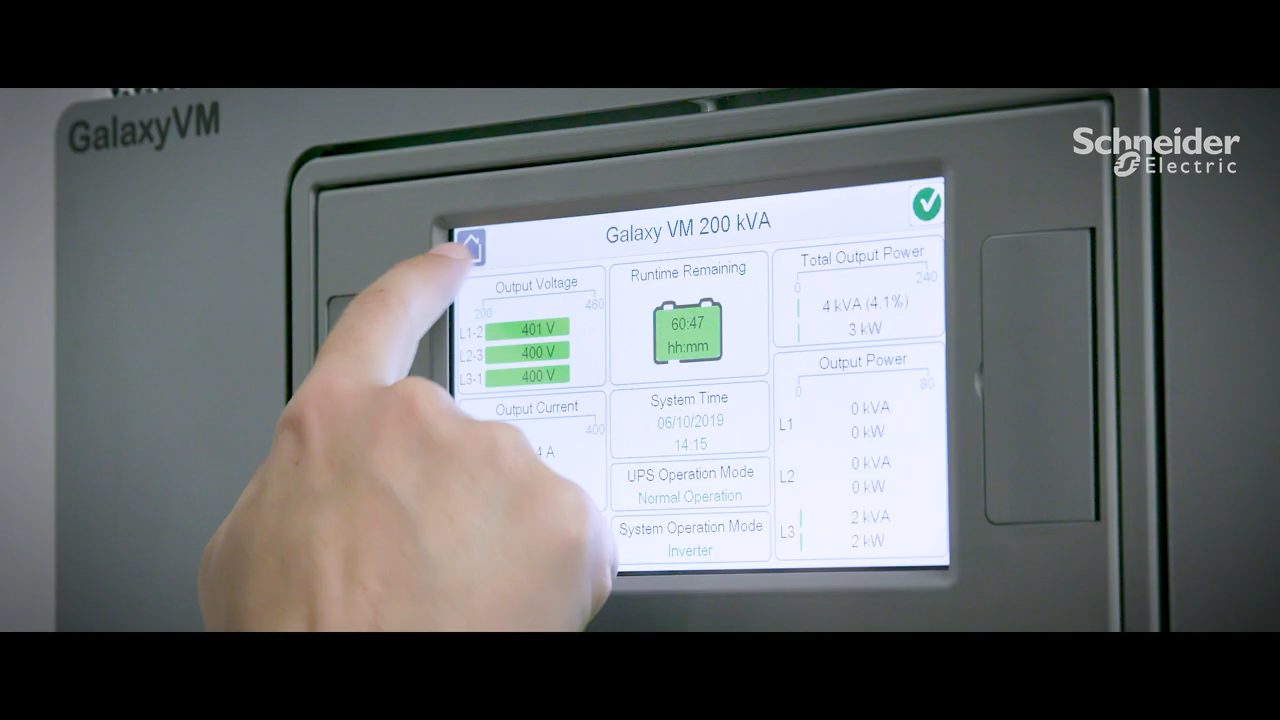 GalaxyVM
Schneider
Electric
Galaxy VM 200 kVA
Output Voltage
200 460
L1-2 401 V
L2-3 400 V
L3-1 400 V
Output Current
400
4 A
Runtime Remaining
60:47
hh:mm
System Time
06/10/2019
14:15
UPS Operation Mode
Normal Operation
System Operation Mode
Inverter
Total Output Power
0 240
4 kVA (4.1%)
3 kW
Output Power
0 80
L1
0 kVA
0 kW
L2
0 kVA
0 kW
L3
2 kVA
2 kW